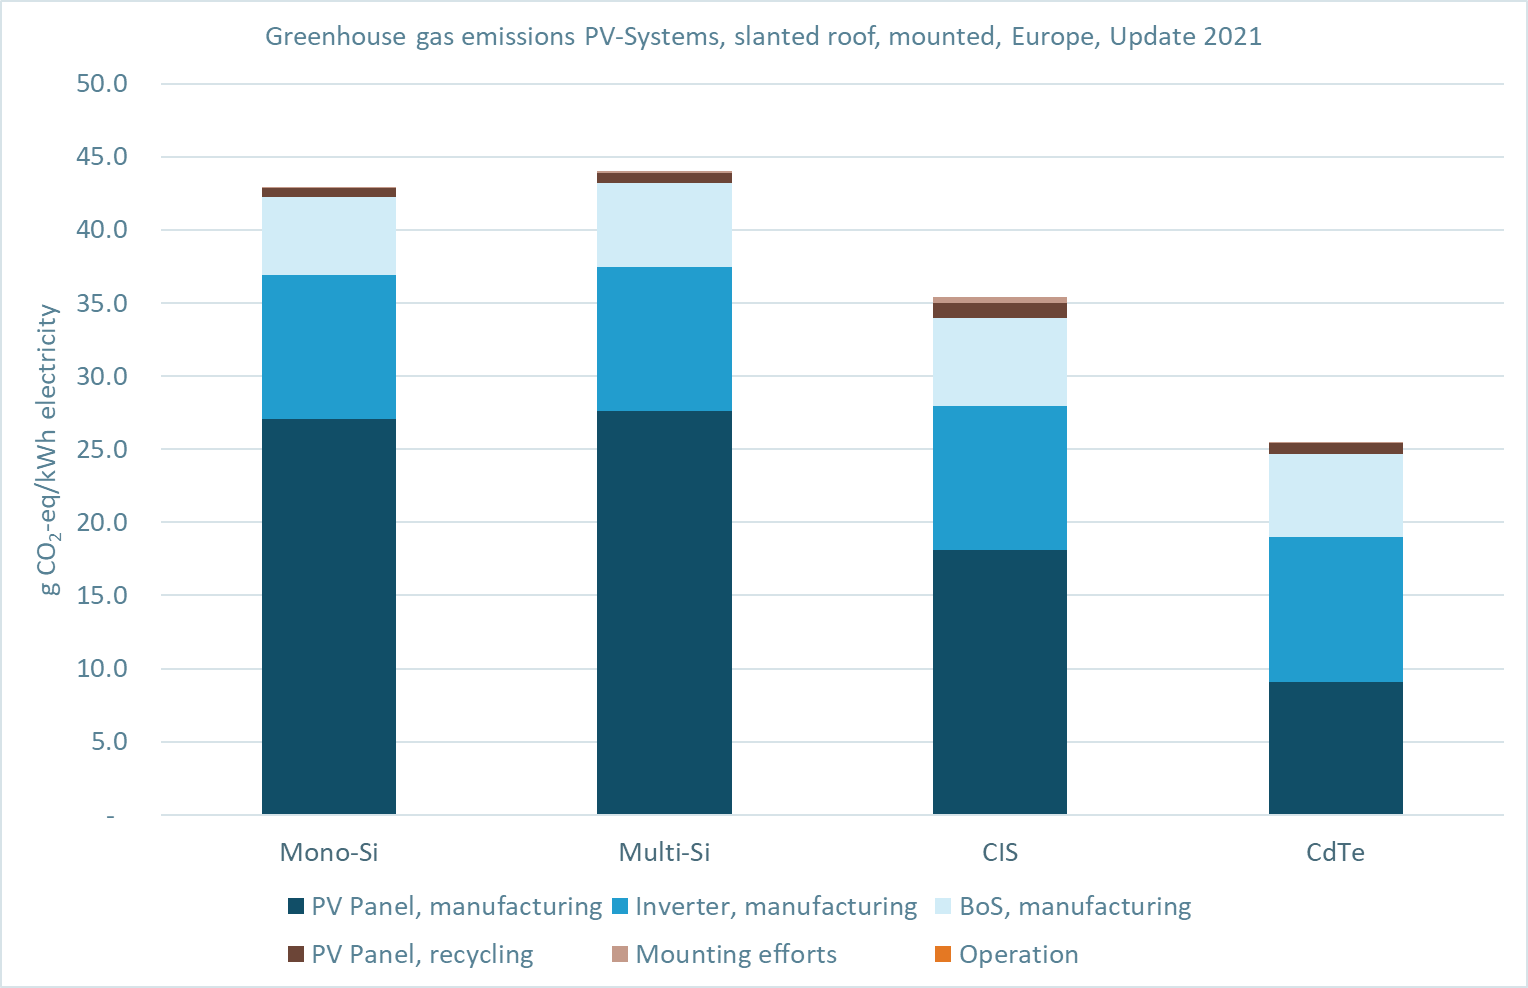 Greenhouse gas emissions PV-Systems, slanted roof, mounted, Europe, Update 2021
g CO₂-eq/kWh electricity
50.0
45.0
40.0
35.0
30.0
25.0
20.0
15.0
10.0
5.0
-
Mono-Si Multi-Si CIS CdTe
PV Panel, manufacturing Inverter, manufacturing BoS, manufacturing
PV Panel, recycling Mounting efforts Operation